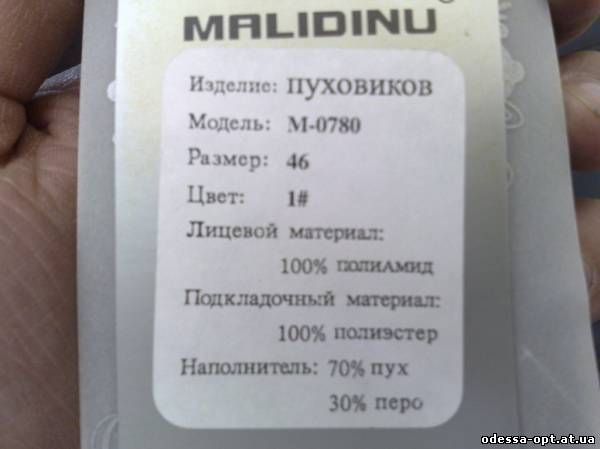 MALIDINU
Изделие: ПУХОВИКОВ
Модель: М-0780
Размер: 46
Цвет: 1#
Лицевой материал:
100% полиАмид
Подкладочный материал:
100% полиэстер
Наполнитель: 70% пух
30% перо
odessa-opt.at.ua